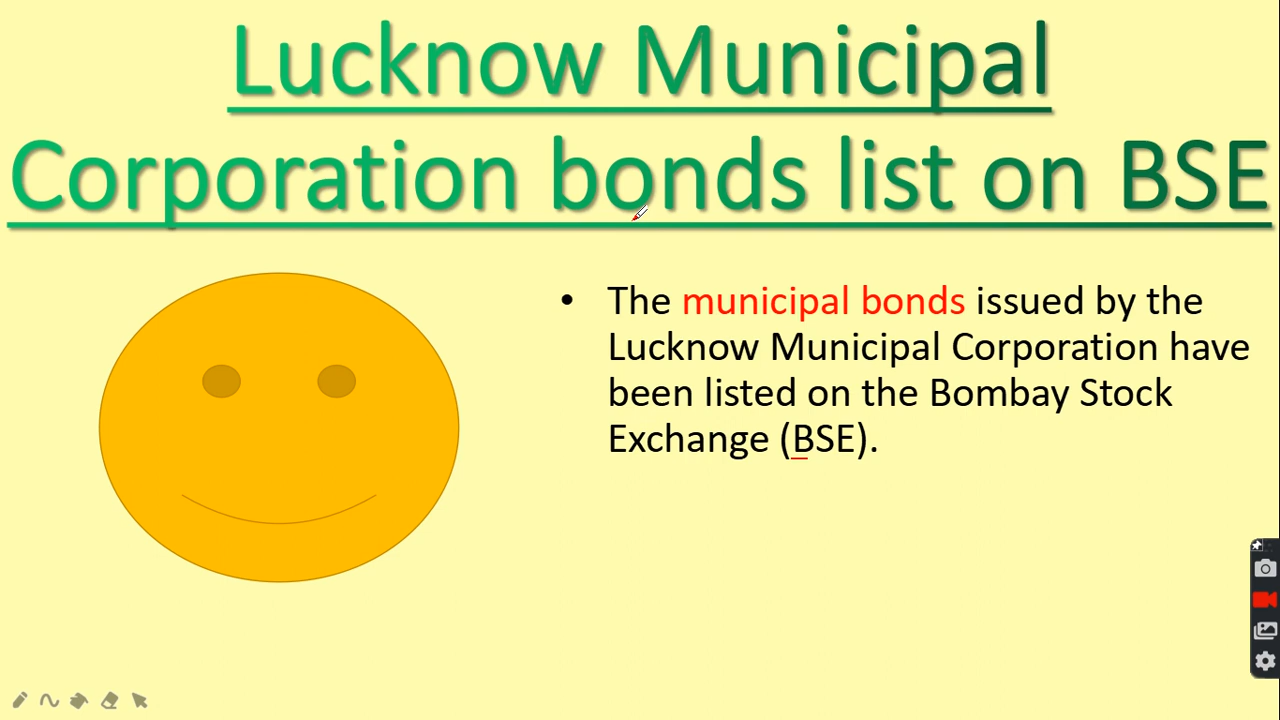 Lucknow Municipal
Corporation bonds list on BSE
• The municipal bonds issued by the
Lucknow Municipal Corporation have
been listed on the Bombay Stock
Exchange (BSE).